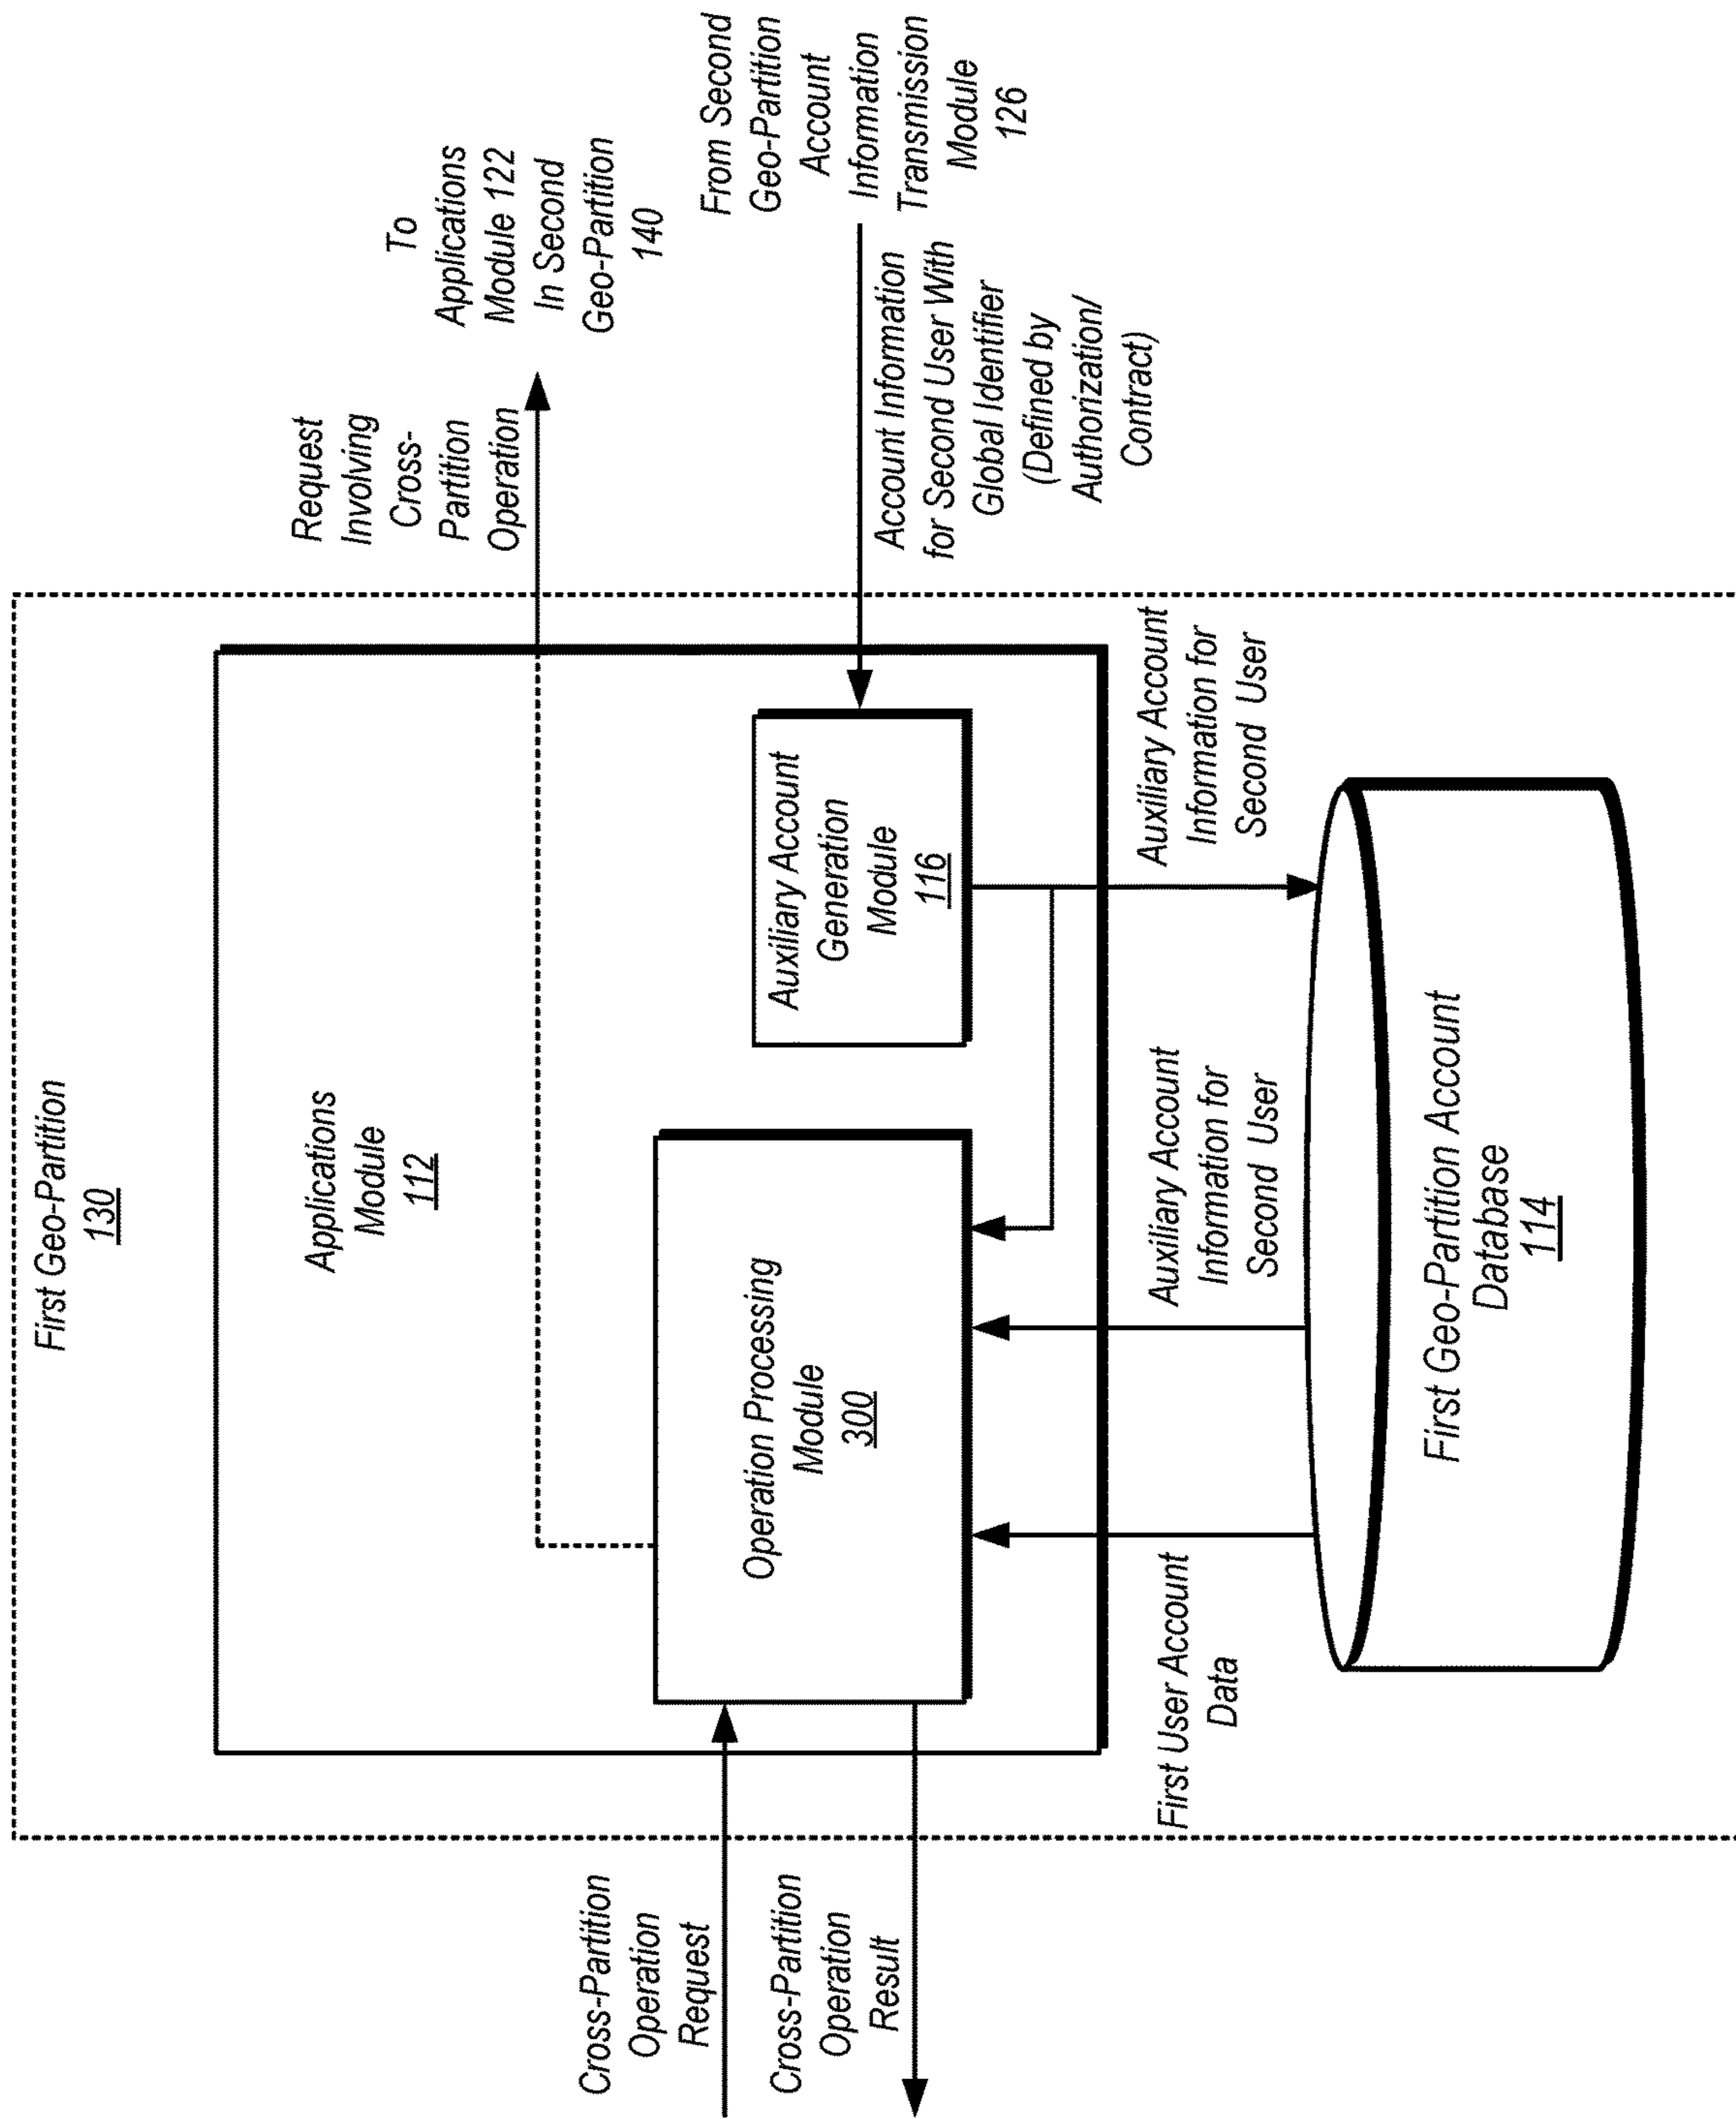 First Geo-Partition
130
Applications
Module
112
Request
Involving
Cross-
Partition
Operation
To
Applications
Module 122
In Second
Geo-Partition
140
Cross-Partition
Operation
Request
Cross-Partition
Operation
Result
Operation Processing
Module
300
Auxiliary Account
Generation
Module
116
From Second
Geo-Partition
Account
Information
Transmission
Module
126
Account Information
for Second User With
Global Identifier
(Defined by
Authorization/
Contract)
First User Account
Data
Auxiliary Account
Information for
Second User
Auxiliary Account
Information for
Second User
First Geo-Partition Account
Database
114